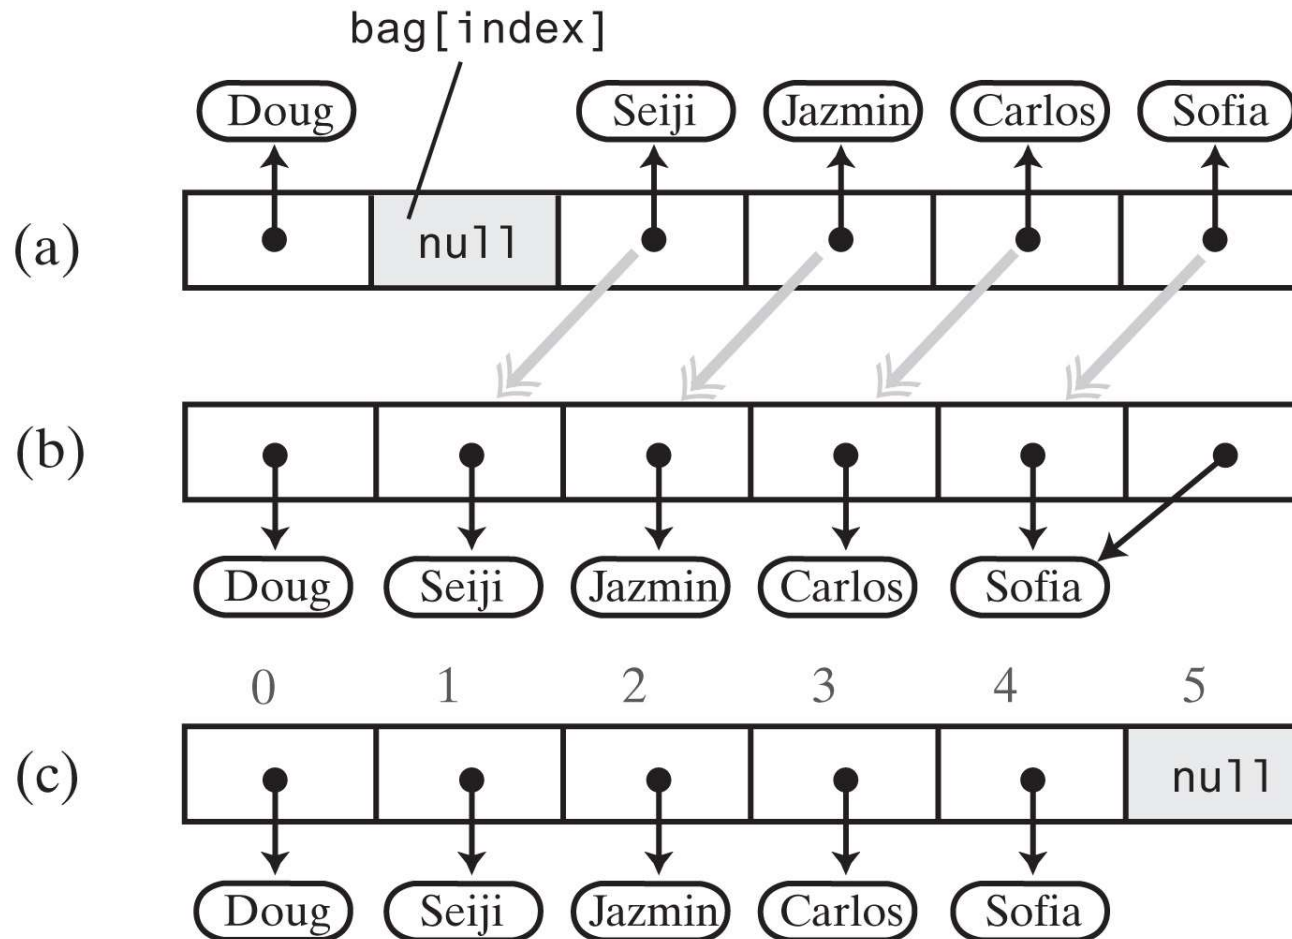 bag[index]
Doug Seiji Jazmin Carlos Sofia
(a) null
(b)
Doug Seiji Jazmin Carlos Sofia
0 1 2 3 4 5
(c) null
Doug Seiji Jazmin Carlos Sofia